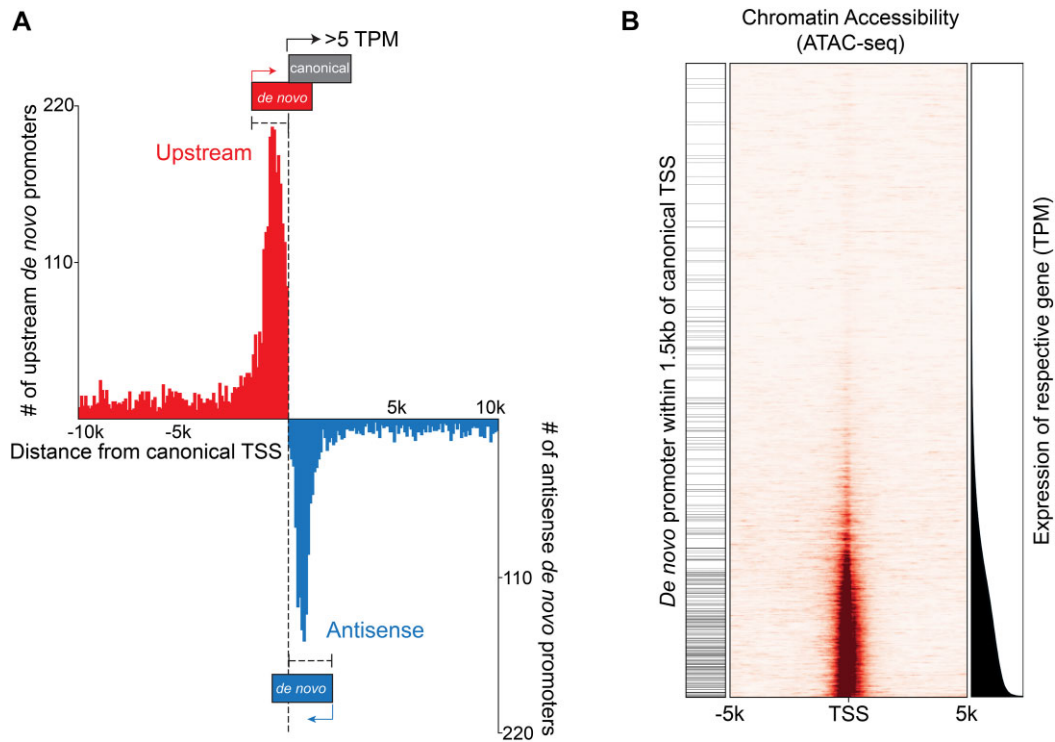 A
>5 TPM
canonical
de novo
220
Upstream
110
# of upstream de novo promoters
-10k
-5k
5k
10k
Distance from canonical TSS
# of antisense de novo promoters
-110
Antisense
de novo
-220
B
Chromatin Accessibility
(ATAC-seq)
De novo promoter within 1.5kb of canonical TSS
Expression of respective gene (TPM)
-5k
TSS
5k